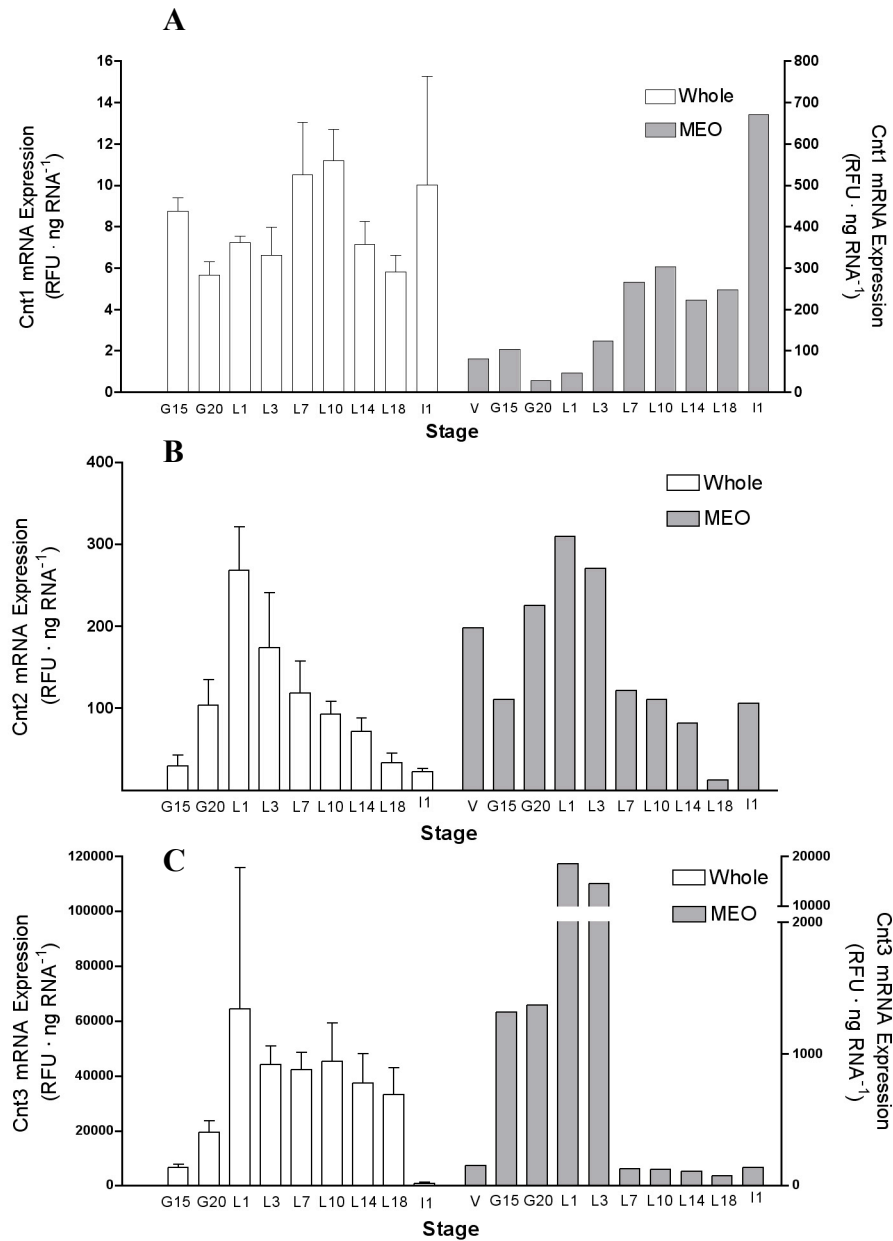 A
Cnt1 mRNA Expression
(RFU · ng RNA⁻¹)
16
14
12
10
8
6
4
2
0
800
700
600
500
400
300
200
100
0
Cnt1 mRNA Expression
(RFU · ng RNA⁻¹)
Whole
MEO
G15 G20 L1 L3 L7 L10 L14 L18 I1 V G15 G20 L1 L3 L7 L10 L14 L18 I1
Stage
B
Cnt2 mRNA Expression
(RFU · ng RNA⁻¹)
400
300
200
100
Whole
MEO
G15 G20 L1 L3 L7 L10 L14 L18 I1 V G15 G20 L1 L3 L7 L10 L14 L18 I1
Stage
C
Cnt3 mRNA Expression
(RFU · ng RNA⁻¹)
120000
100000
80000
60000
40000
20000
0
20000
10000
2000
1000
0
Cnt3 mRNA Expression
(RFU · ng RNA⁻¹)
Whole
MEO
G15 G20 L1 L3 L7 L10 L14 L18 I1 V G15 G20 L1 L3 L7 L10 L14 L18 I1
Stage